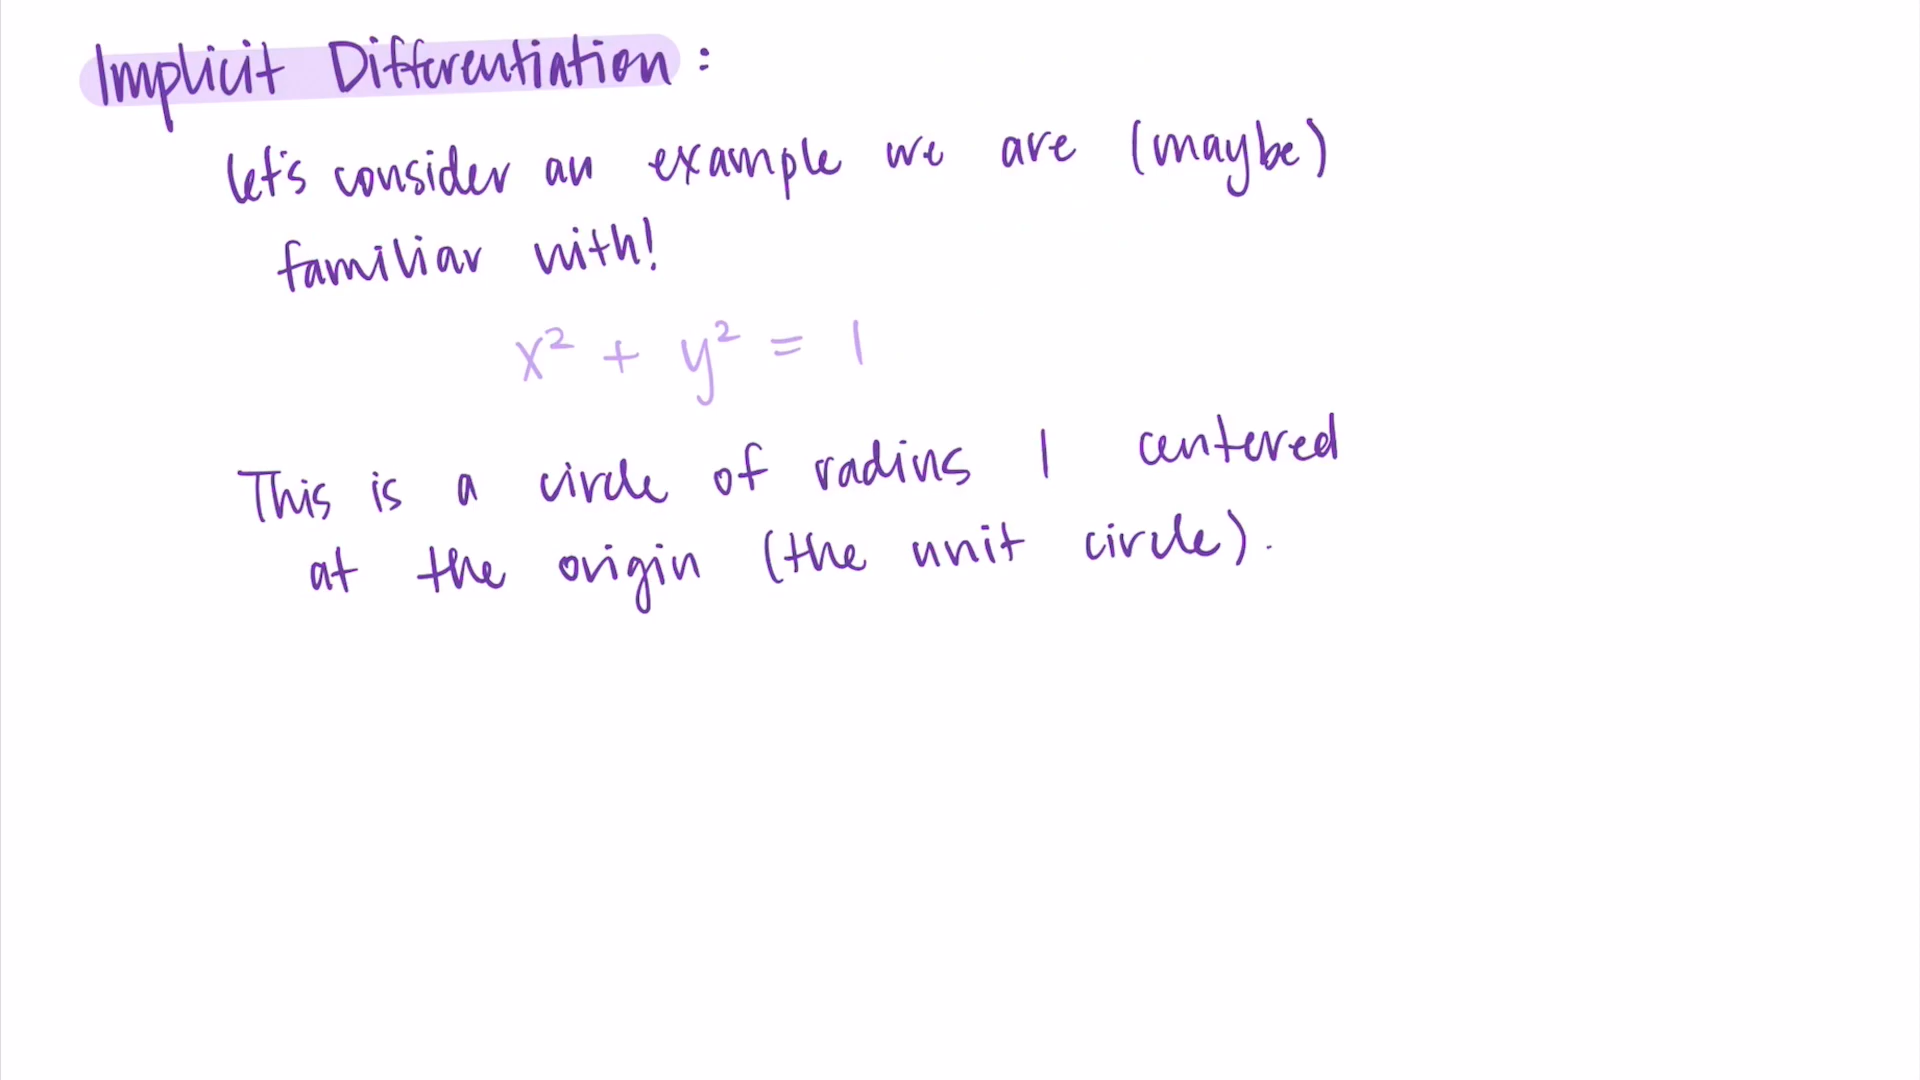 Implicit Differentiation:
let's consider an example we are (maybe)
familiar with!
x² + y² = 1
This is a circle of radius 1 centered
at the origin (the unit circle).